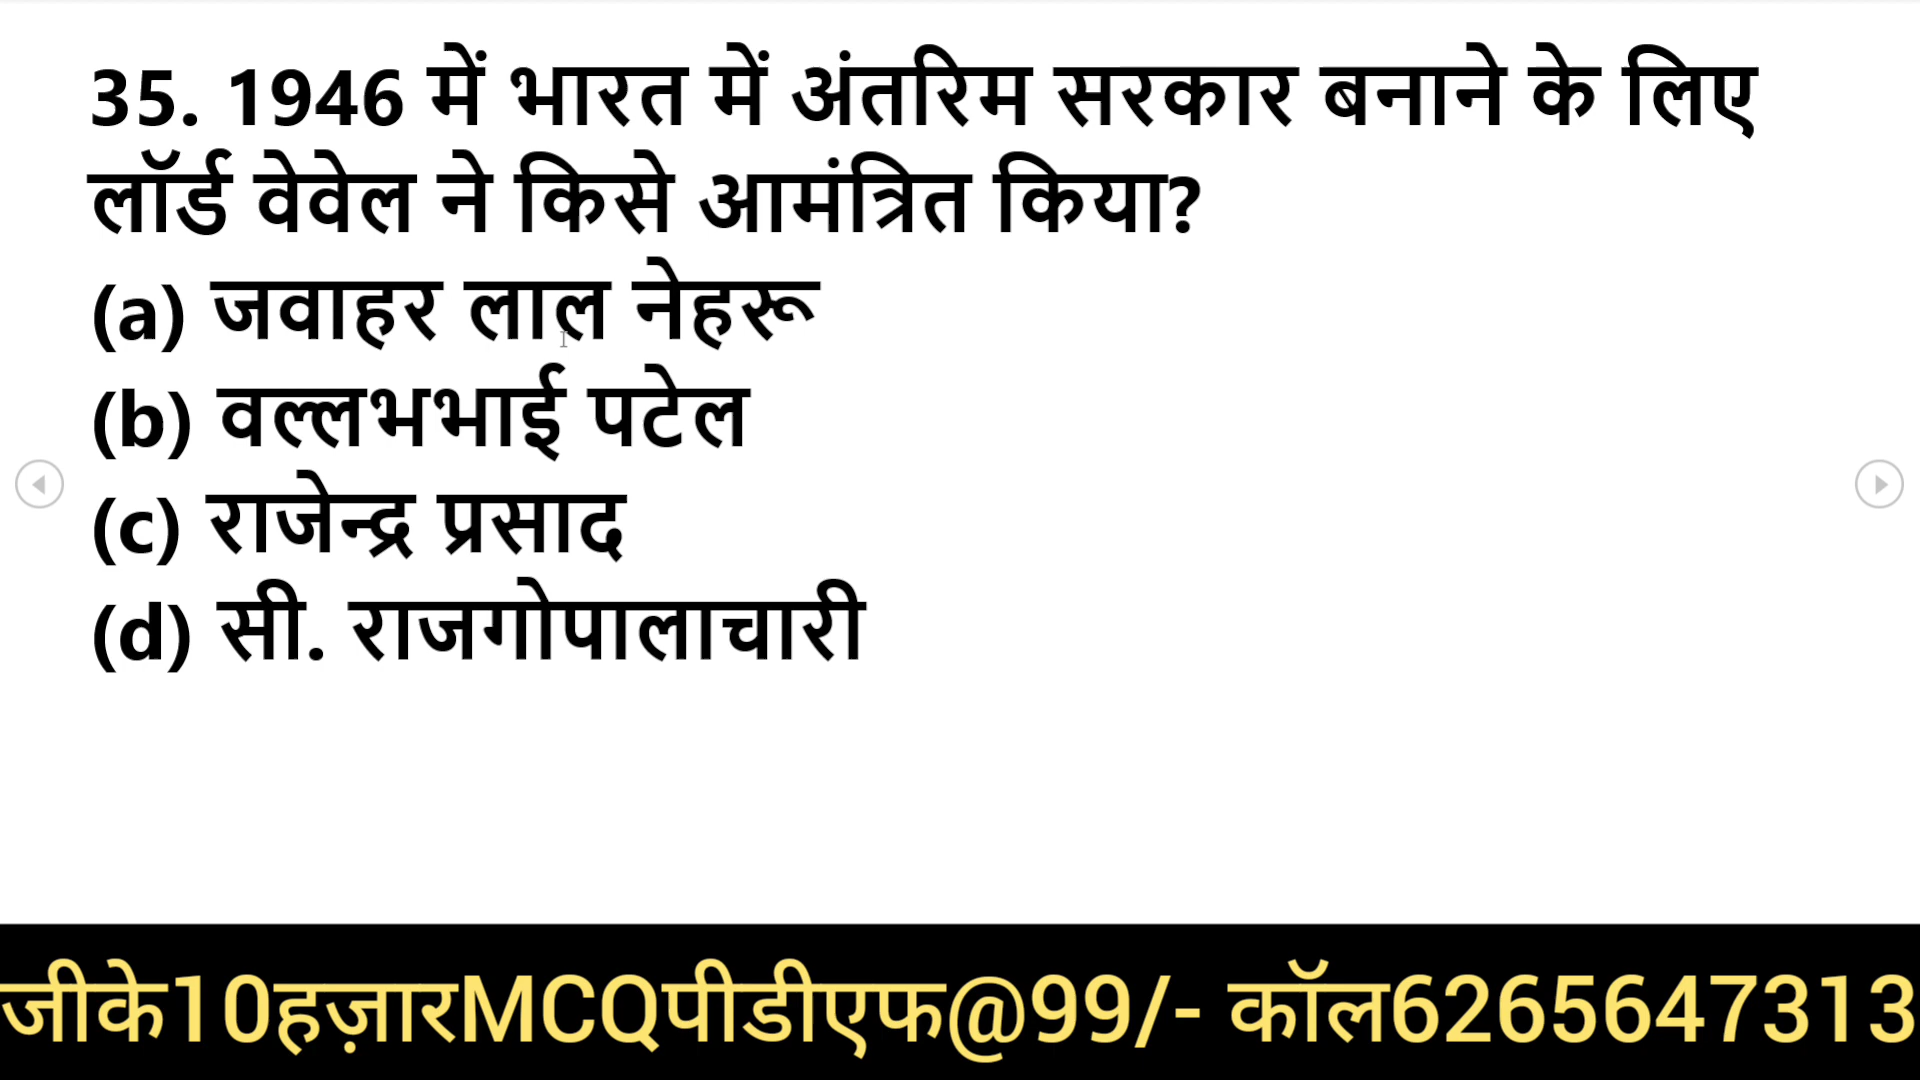 35. 1946 में भारत में अंतरिम सरकार बनाने के लिए
लॉर्ड वेवेल ने किसे आमंत्रित किया?
(a) जवाहर लाल नेहरू
(b) वल्लभभाई पटेल
(c) राजेन्द्र प्रसाद
(d) सी. राजगोपालाचारी
जीके10हज़ारMCQपीडीएफ@99/- कॉल6265647313